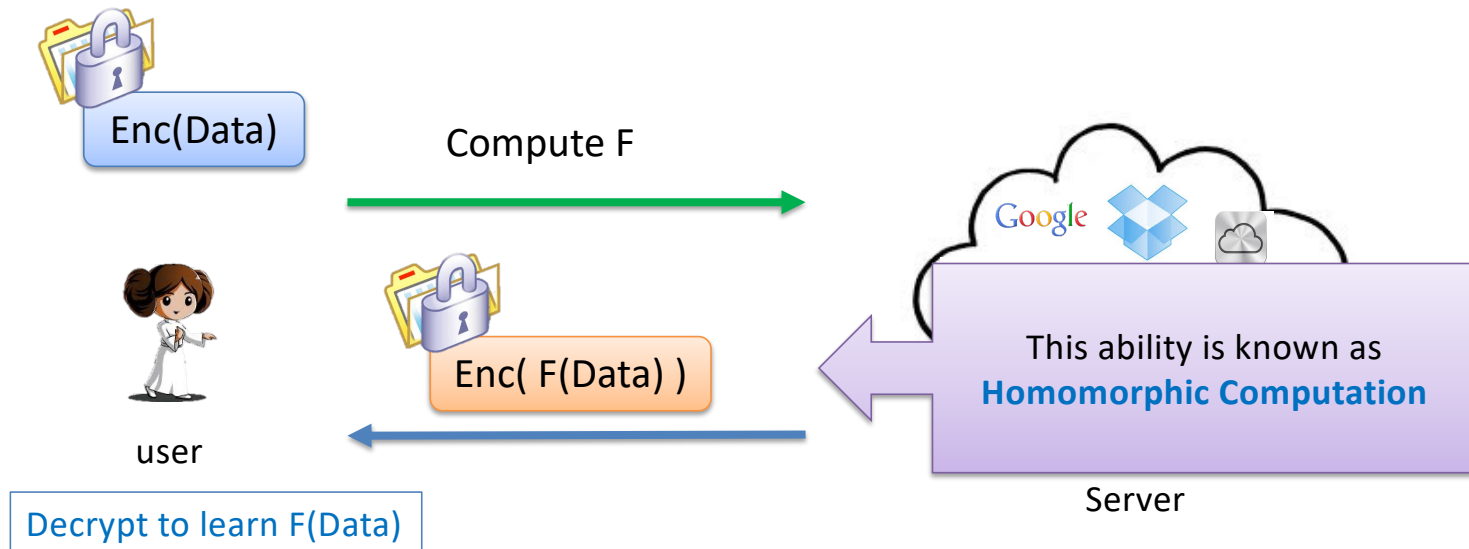 Enc(Data)
Compute F
Google
This ability is known as
Homomorphic Computation
Enc( F(Data) )
user
Server
Decrypt to learn F(Data)